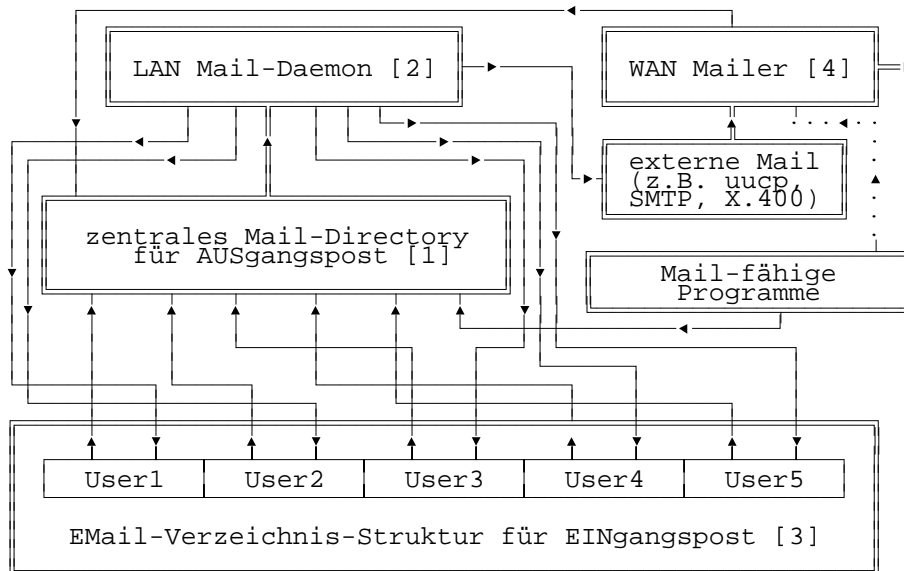 LAN Mail-Daemon [2]
WAN Mailer [4]
externe Mail
(z.B. uucp,
SMTP, X.400)
zentrales Mail-Directory
für AUSgangspost [1]
Mail-fähige
Programme
User1
User2
User3
User4
User5
EMail-Verzeichnis-Struktur für EINgangspost [3]